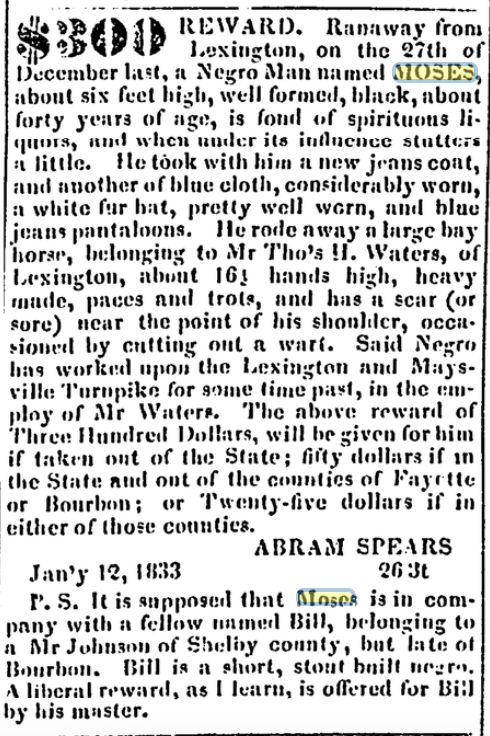 $300 REWARD. Ranaway from
Lexington, on the 27th of
December last, a Negro Man named MOSES,
about six feet high, well formed, black, about
forty years of age, is fond of spirituous li-
quors, and when under its influence stutters
a little. He took with him a new jeans coat,
and another of blue cloth, considerably worn,
a white fur hat, pretty well worn, and blue
jeans pantaloons. He rode away a large bay
horse, belonging to Mr Tho's H. Waters, of
Lexington, about 16½ hands high, heavy
made, paces and trots, and has a scar (or
sore) near the point of his shoulder, occa-
sioned by cutting out a wart. Said Negro
has worked upon the Lexington and Mays-
ville Turnpike for some time past, in the em-
ploy of Mr Waters. The above reward of
Three Hundred Dollars, will be given for him
if taken out of the State; fifty dollars if in
the State and out of the counties of Fayette
or Bourbon; or Twenty-five dollars if in
either of those counties.
ABRAM SPEARS
Jan'y 12, 1833 26 3t
P. S. It is supposed that Moses is in com-
pany with a fellow named Bill, belonging to
a Mr Johnson of Shelby county, but late of
Bourbon. Bill is a short, stout built negro.
A liberal reward, as I learn, is offered for Bill
by his master.